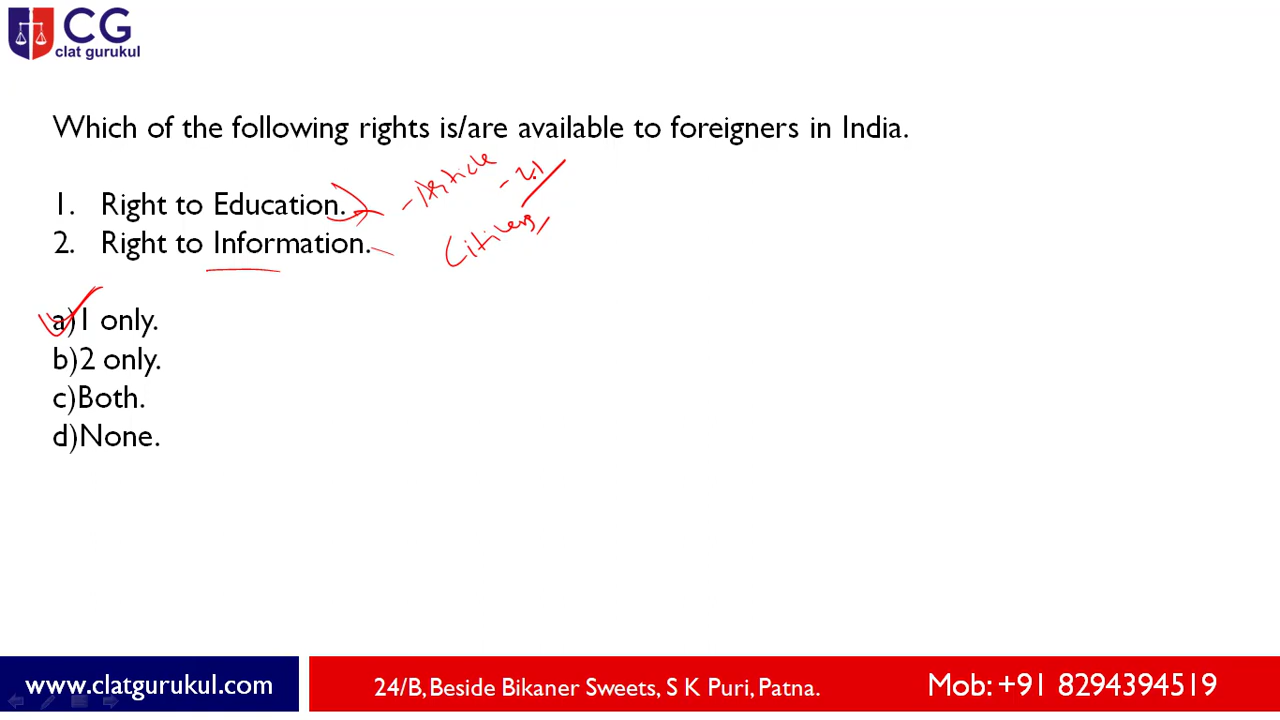 CG
clat gurukul
Which of the following rights is/are available to foreigners in India.
1. Right to Education. - Article - 21
2. Right to Information. Citizens
a)1 only.
b)2 only.
c)Both.
d)None.
www.clatgurukul.com
24/B, Beside Bikaner Sweets, S K Puri, Patna.
Mob: +91 8294394519